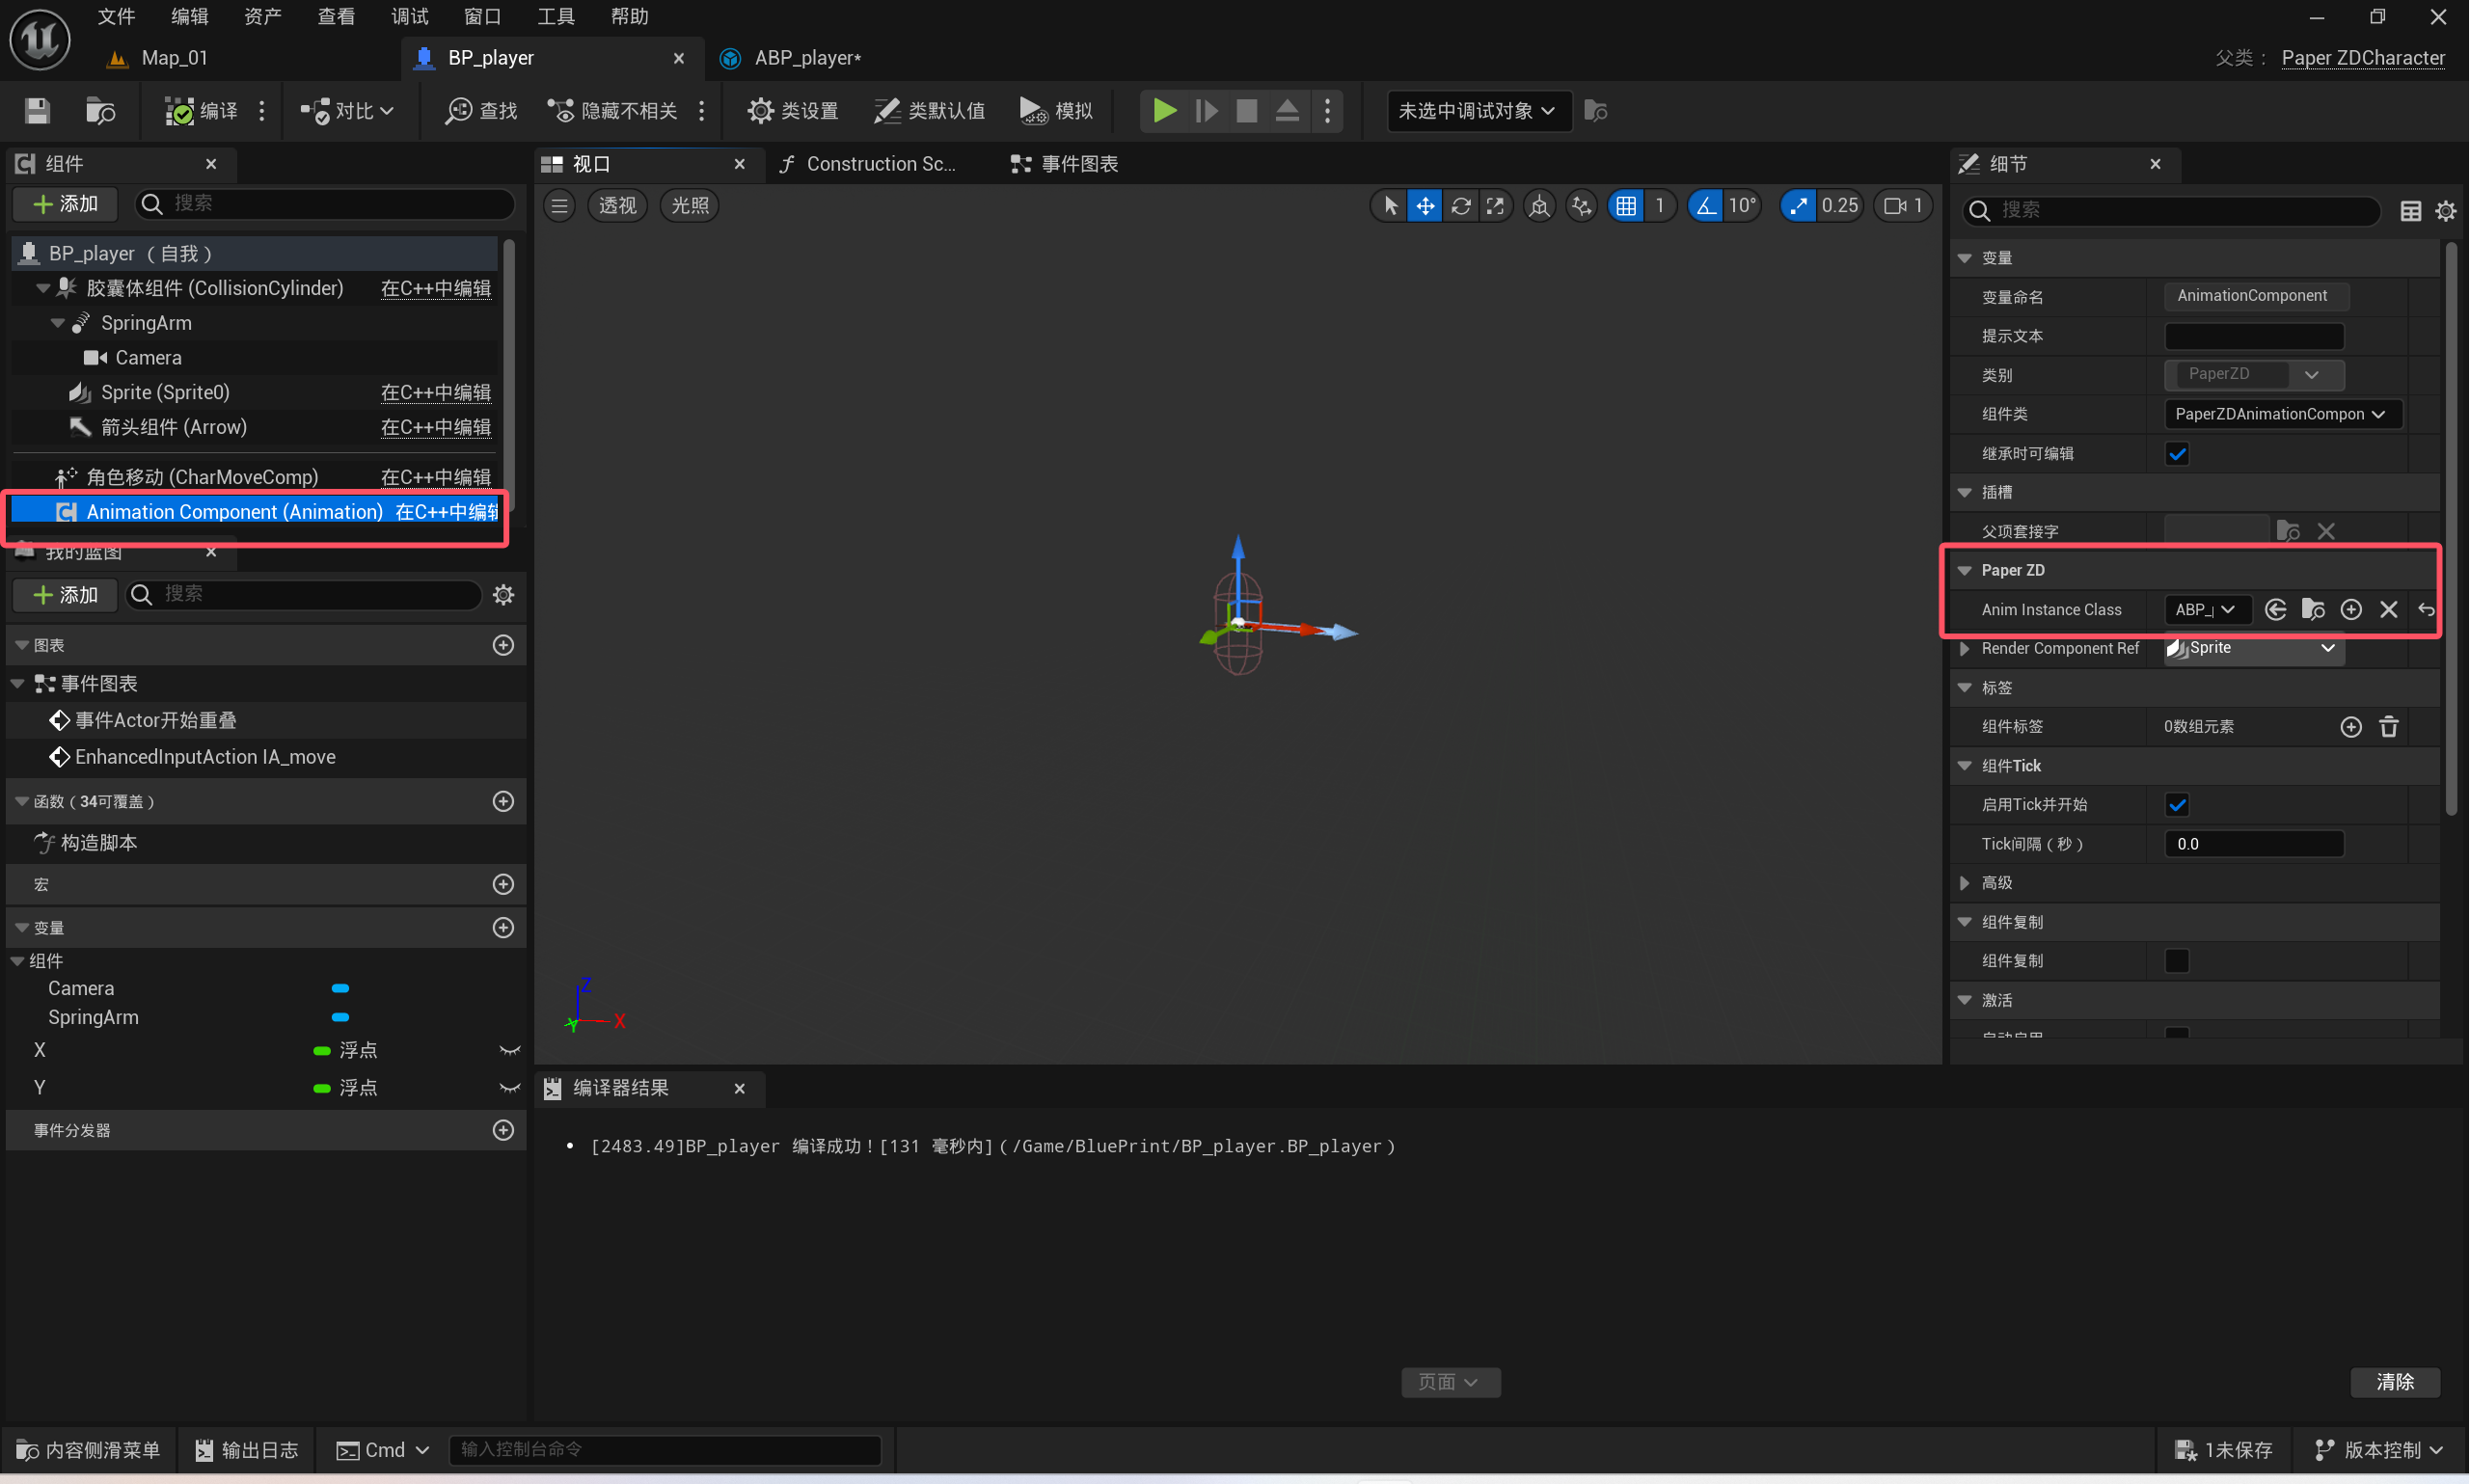 文件 编辑 资产 查看 调试 窗口 工具 帮助
Map_01 BP_player ABP_player*
父类： Paper ZDCharacter
编译 对比 查找 隐藏不相关 类设置 类默认值 模拟 未选中调试对象
组件
添加 搜索
BP_player （自我）
胶囊体组件 (CollisionCylinder) 在C++中编辑
SpringArm
Camera
Sprite (Sprite0) 在C++中编辑
箭头组件 (Arrow) 在C++中编辑
角色移动 (CharMoveComp) 在C++中编辑
Animation Component (Animation) 在C++中编辑
我的蓝图
添加 搜索
图表
事件图表
事件Actor开始重叠
EnhancedInputAction IA_move
函数（34可覆盖）
构造脚本
宏
变量
组件
Camera
SpringArm
X 浮点
Y 浮点
事件分发器
视口 Construction Sc... 事件图表
透视 光照 1 10° 0.25 1
Z
Y X
编译器结果
• [2483.49]BP_player 编译成功！[131 毫秒内]（/Game/BluePrint/BP_player.BP_player）
页面 清除
细节
搜索
变量
变量命名 AnimationComponent
提示文本
类别 PaperZD
组件类 PaperZDAnimationCompon
继承时可编辑
插槽
父项套接字
Paper ZD
Anim Instance Class ABP_
Render Component Ref Sprite
标签
组件标签 0数组元素
组件Tick
启用Tick并开始
Tick间隔（秒） 0.0
高级
组件复制
组件复制
激活
内容侧滑菜单 输出日志 Cmd 输入控制台命令 1未保存 版本控制